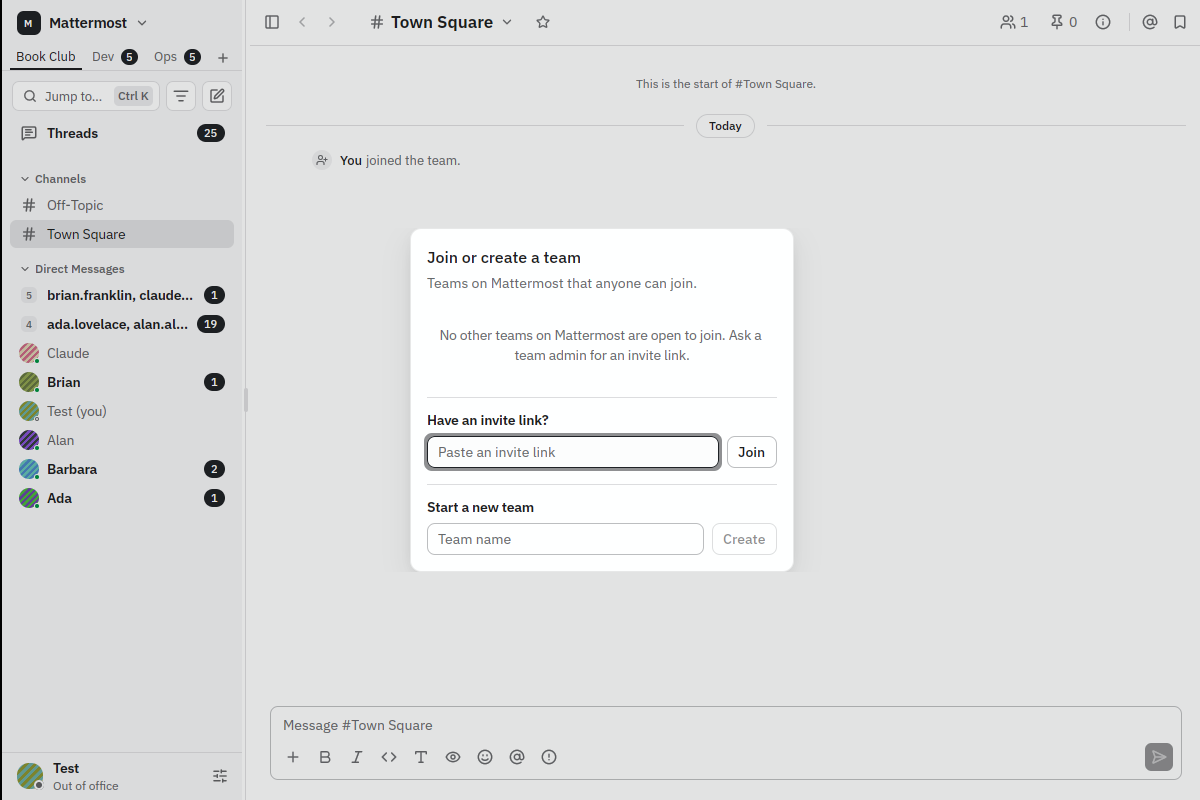 M Mattermost
Book Club Dev 5 Ops 5
Jump to... Ctrl K
Threads 25
Channels
Off-Topic
Town Square
Direct Messages
5 brian.franklin, claude... 1
4 ada.lovelace, alan.al... 19
Claude
Brian 1
Test (you)
Alan
Barbara 2
Ada 1
Test
Out of office
Town Square
1
0
This is the start of #Town Square.
Today
You joined the team.
Join or create a team
Teams on Mattermost that anyone can join.
No other teams on Mattermost are open to join. Ask a
team admin for an invite link.
Have an invite link?
Paste an invite link Join
Start a new team
Team name Create
Message #Town Square